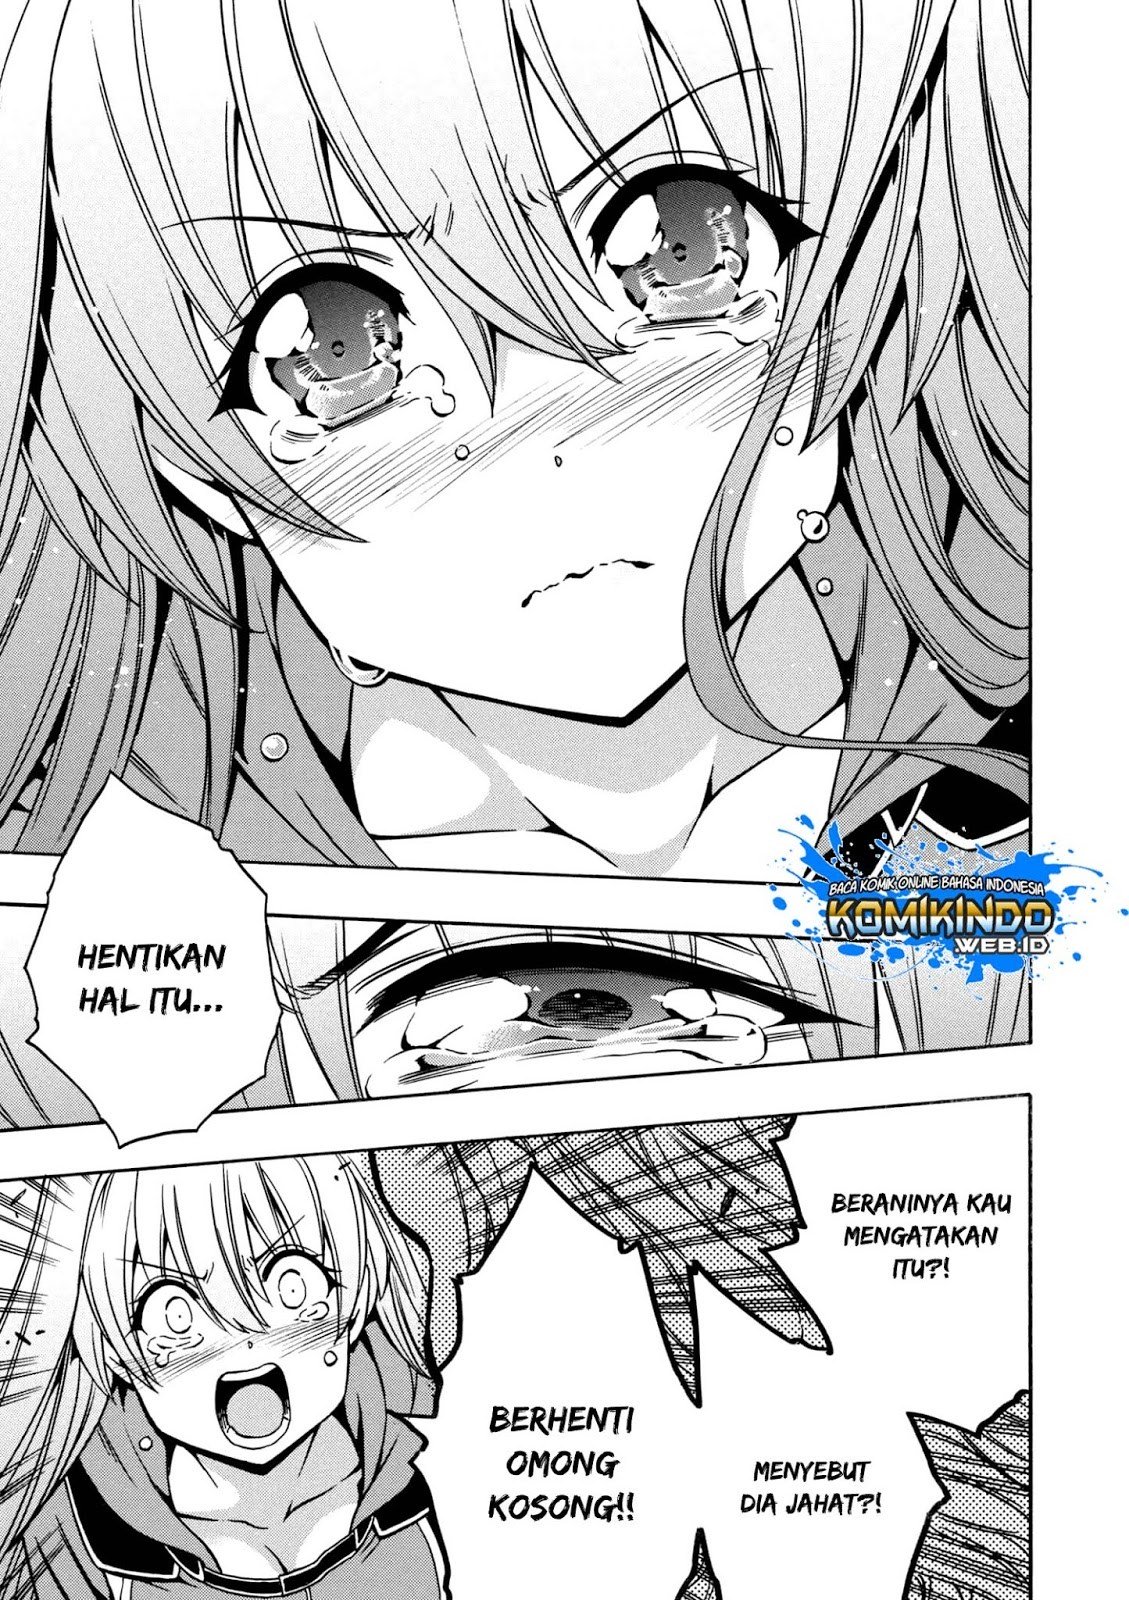 BACA KOMIK ONLINE BAHASA INDONESIA
KOMIKINDO
.WEB.ID
HENTIKAN
HAL ITU...
BERANINYA KAU
MENGATAKAN
ITU?!
MENYEBUT
DIA JAHAT?!
BERHENTI
OMONG
KOSONG!!